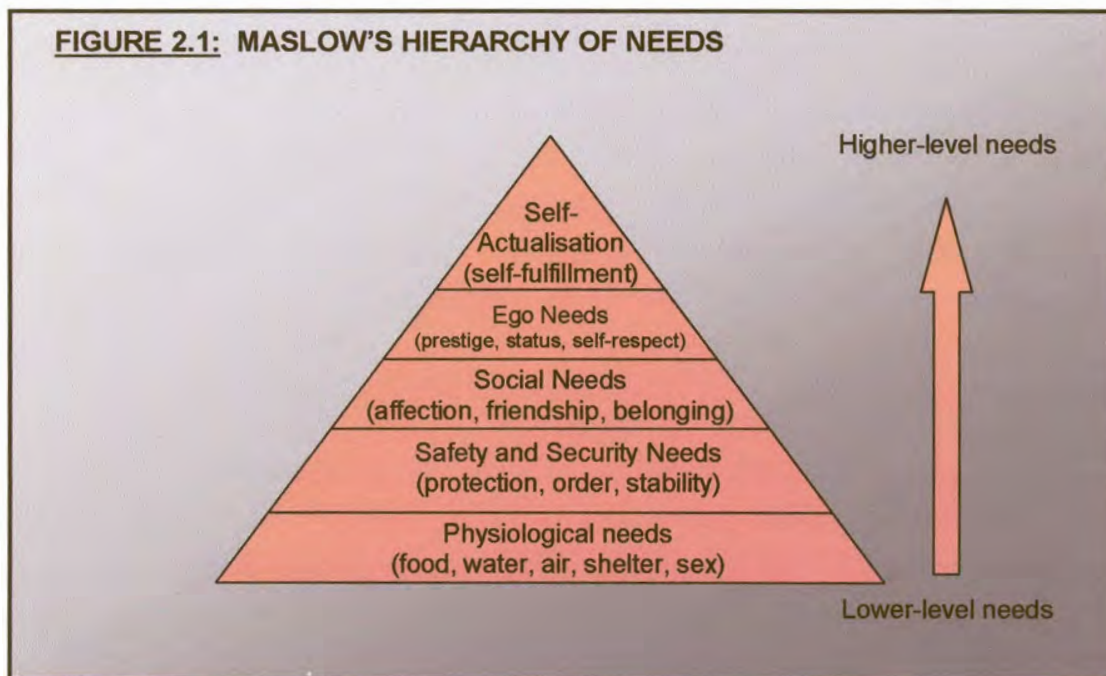 FIGURE 2.1: MASLOW'S HIERARCHY OF NEEDS
Higher-level needs
Self-
Actualisation
(self-fulfillment)
Ego Needs
(prestige, status, self-respect)
Social Needs
(affection, friendship, belonging)
Safety and Security Needs
(protection, order, stability)
Physiological needs
(food, water, air, shelter, sex)
Lower-level needs